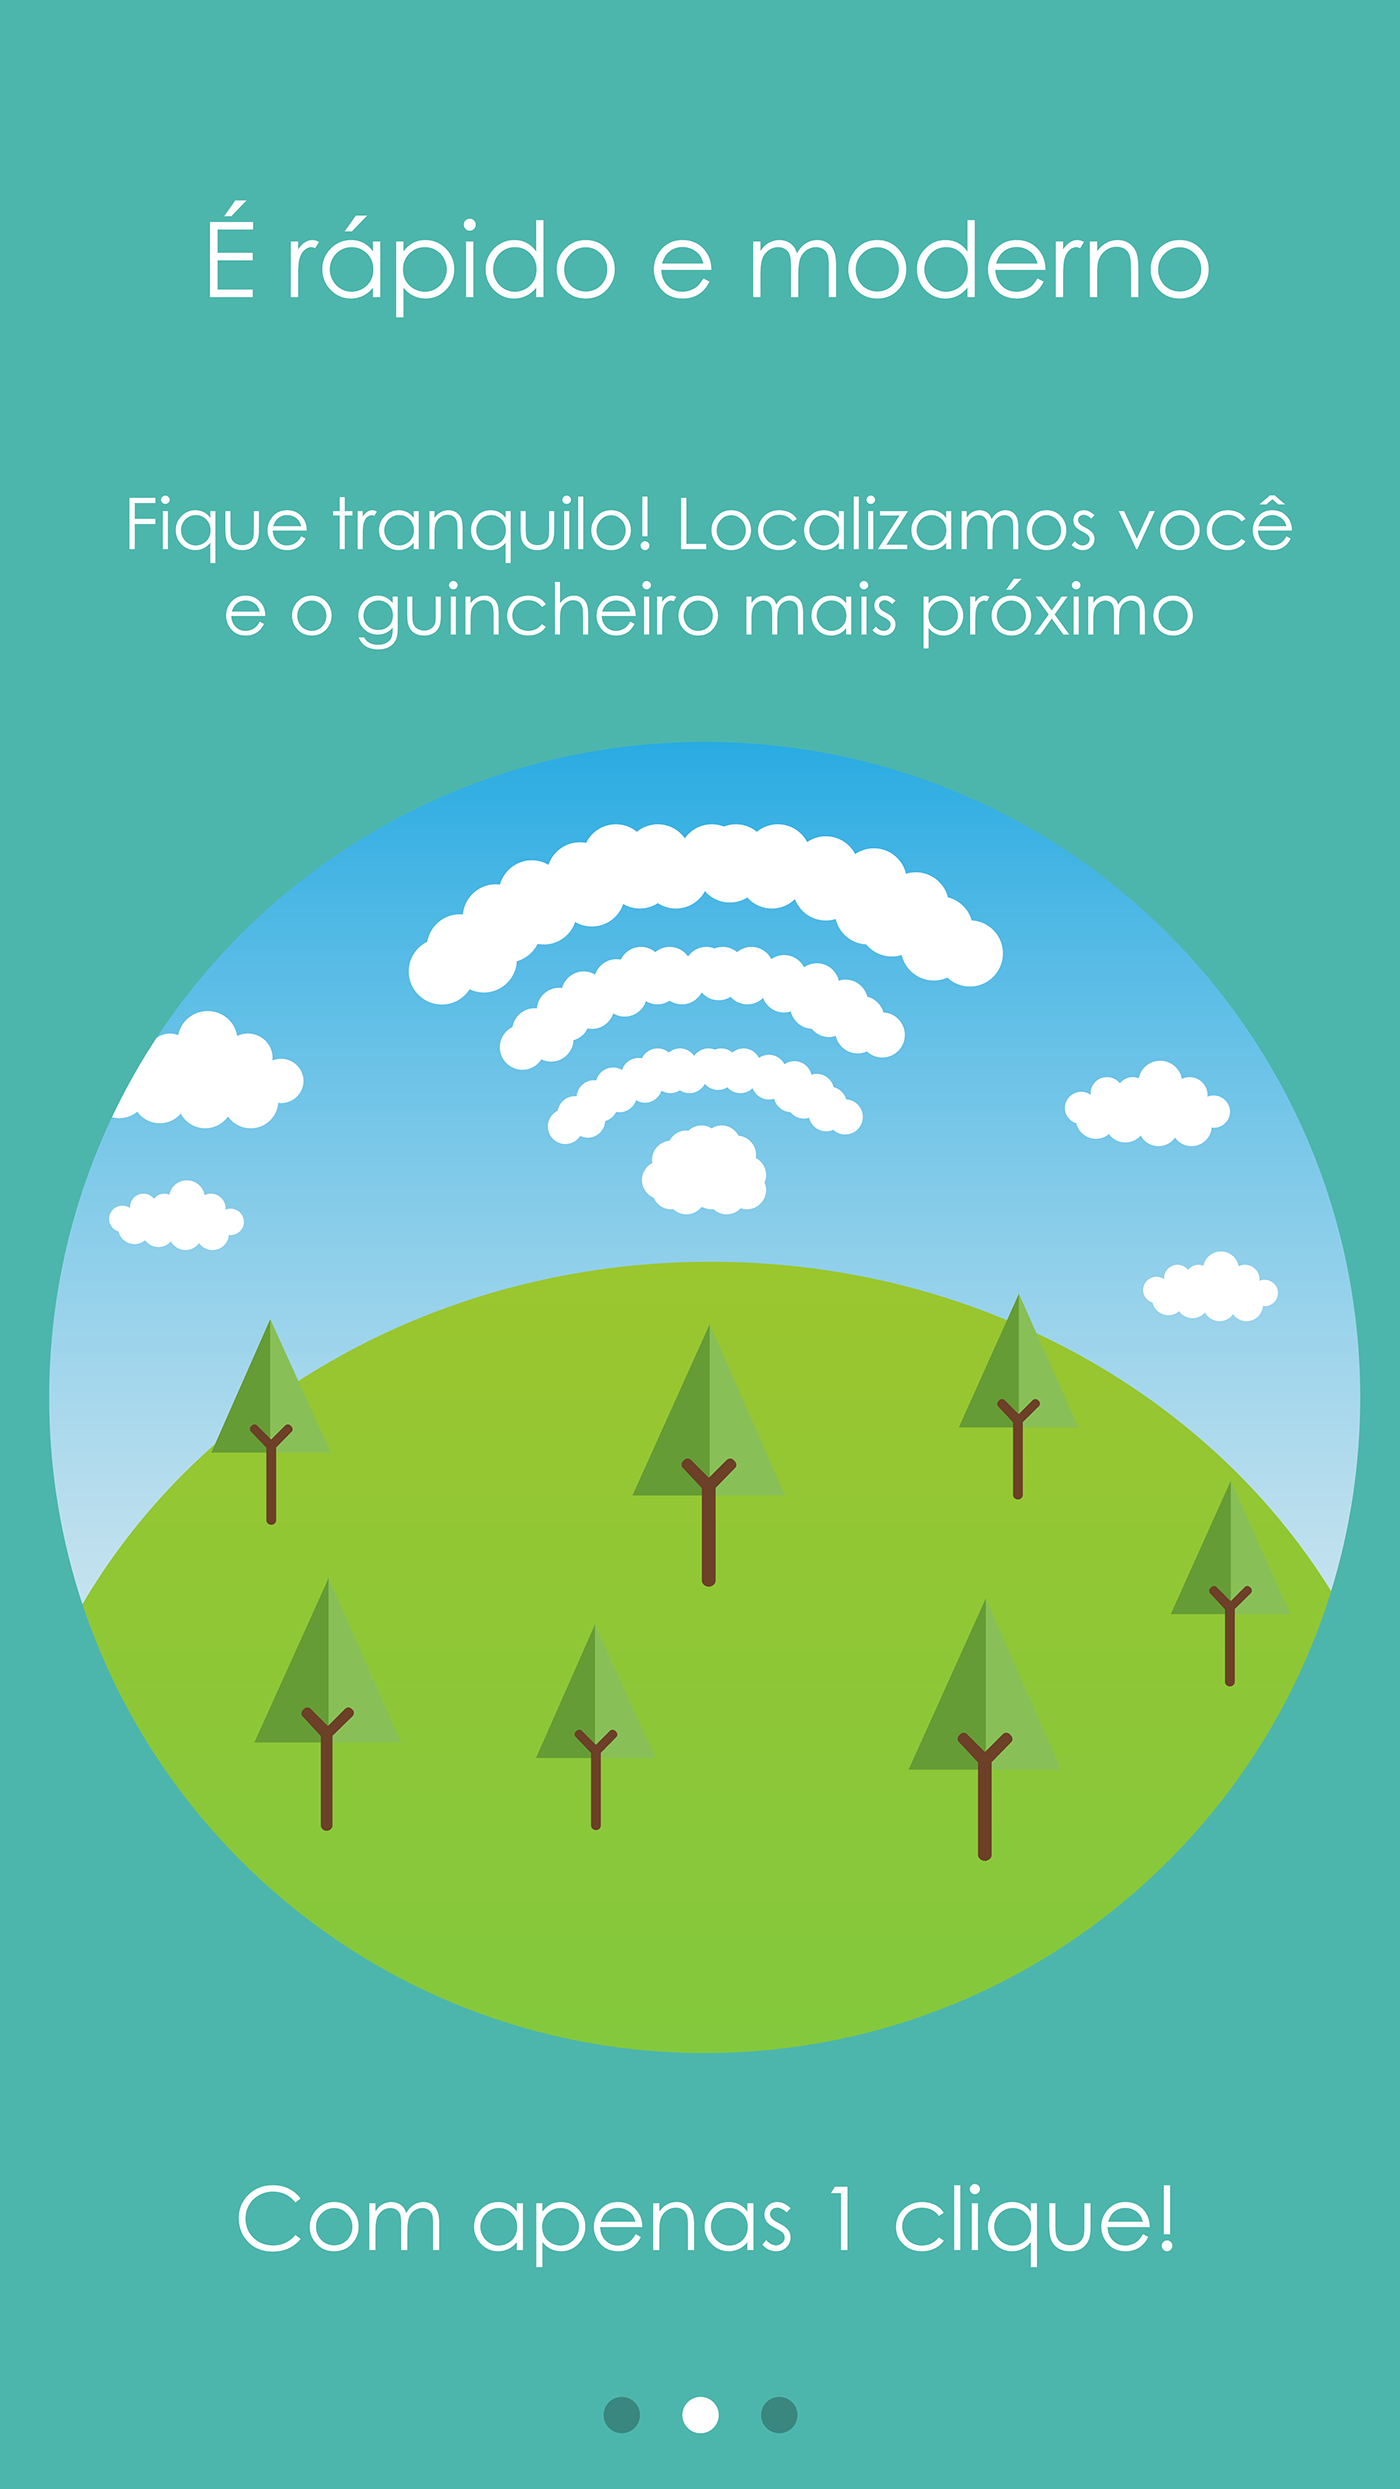 É rápido e moderno
Fique tranquilo! Localizamos você
e o guincheiro mais próximo
Com apenas 1 clique!